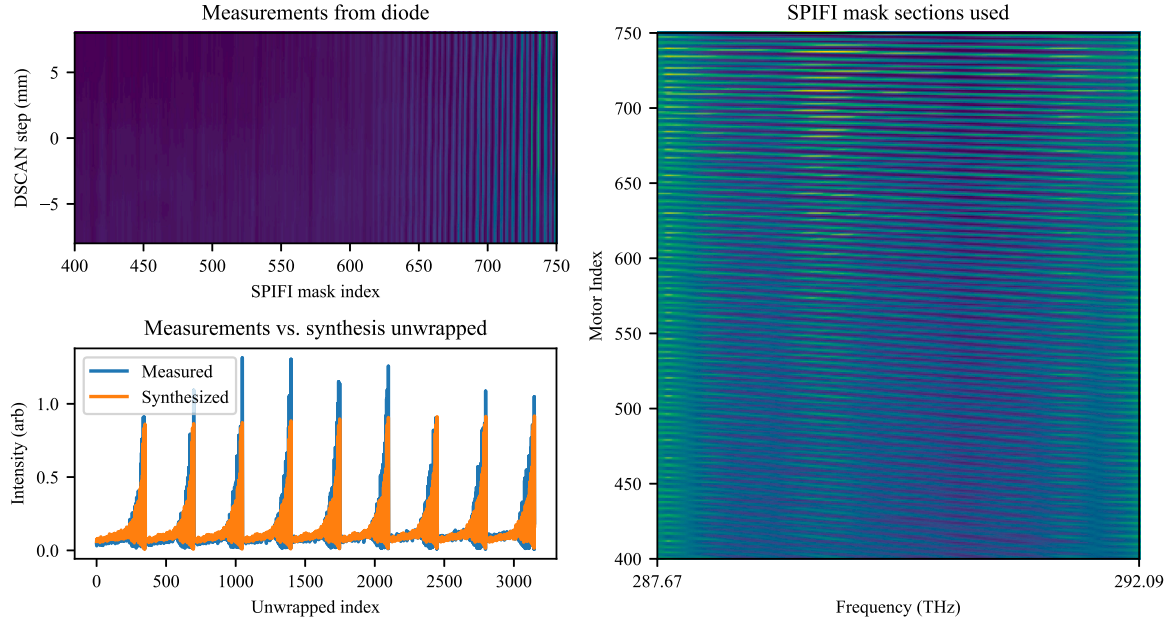 Measurements from diode
DSCAN step (mm)
5
0
−5
400 450 500 550 600 650 700 750
SPIFI mask index
Measurements vs. synthesis unwrapped
Intensity (arb)
1.0
0.5
0.0
Measured
Synthesized
0 500 1000 1500 2000 2500 3000
Unwrapped index
SPIFI mask sections used
Motor Index
750
700
650
600
550
500
450
400
287.67 292.09
Frequency (THz)